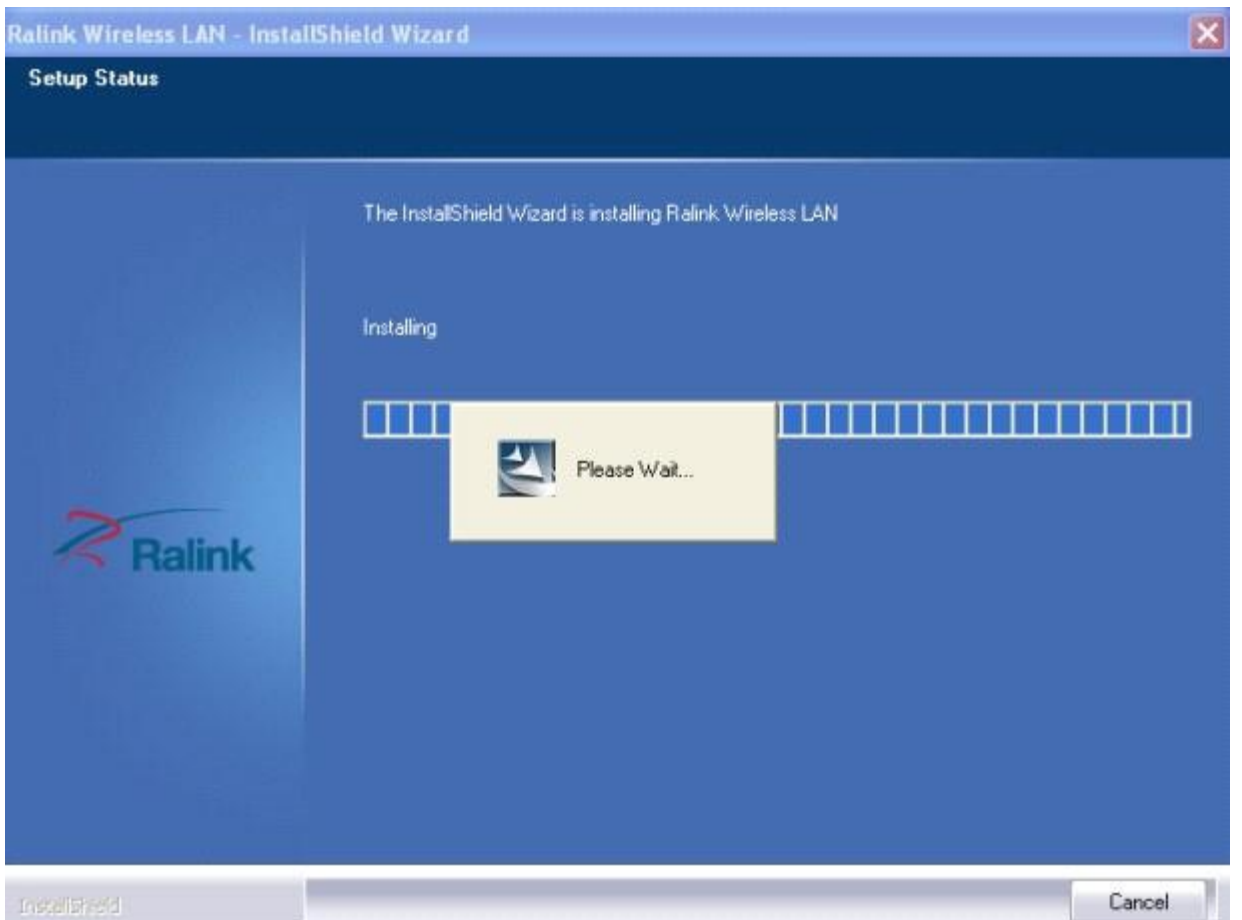 Ralink Wireless LAN - InstallShield Wizard
Setup Status
The InstallShield Wizard is installing Ralink Wireless LAN
Installing
Please Wait...
Ralink
InstallShield
Cancel